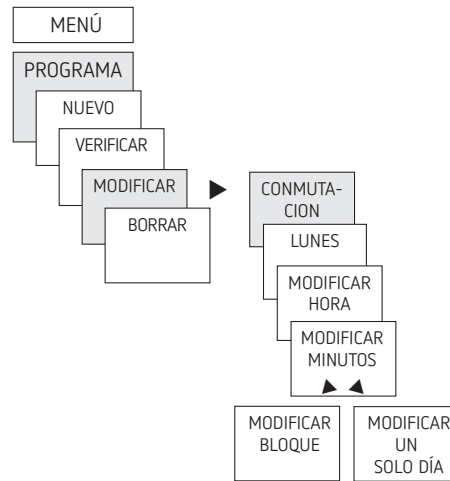 MENÚ
PROGRAMA
NUEVO
VERIFICAR
MODIFICAR
BORRAR
CONMUTA-
CION
LUNES
MODIFICAR
HORA
MODIFICAR
MINUTOS
MODIFICAR
BLOQUE
MODIFICAR
UN
SOLO DÍA